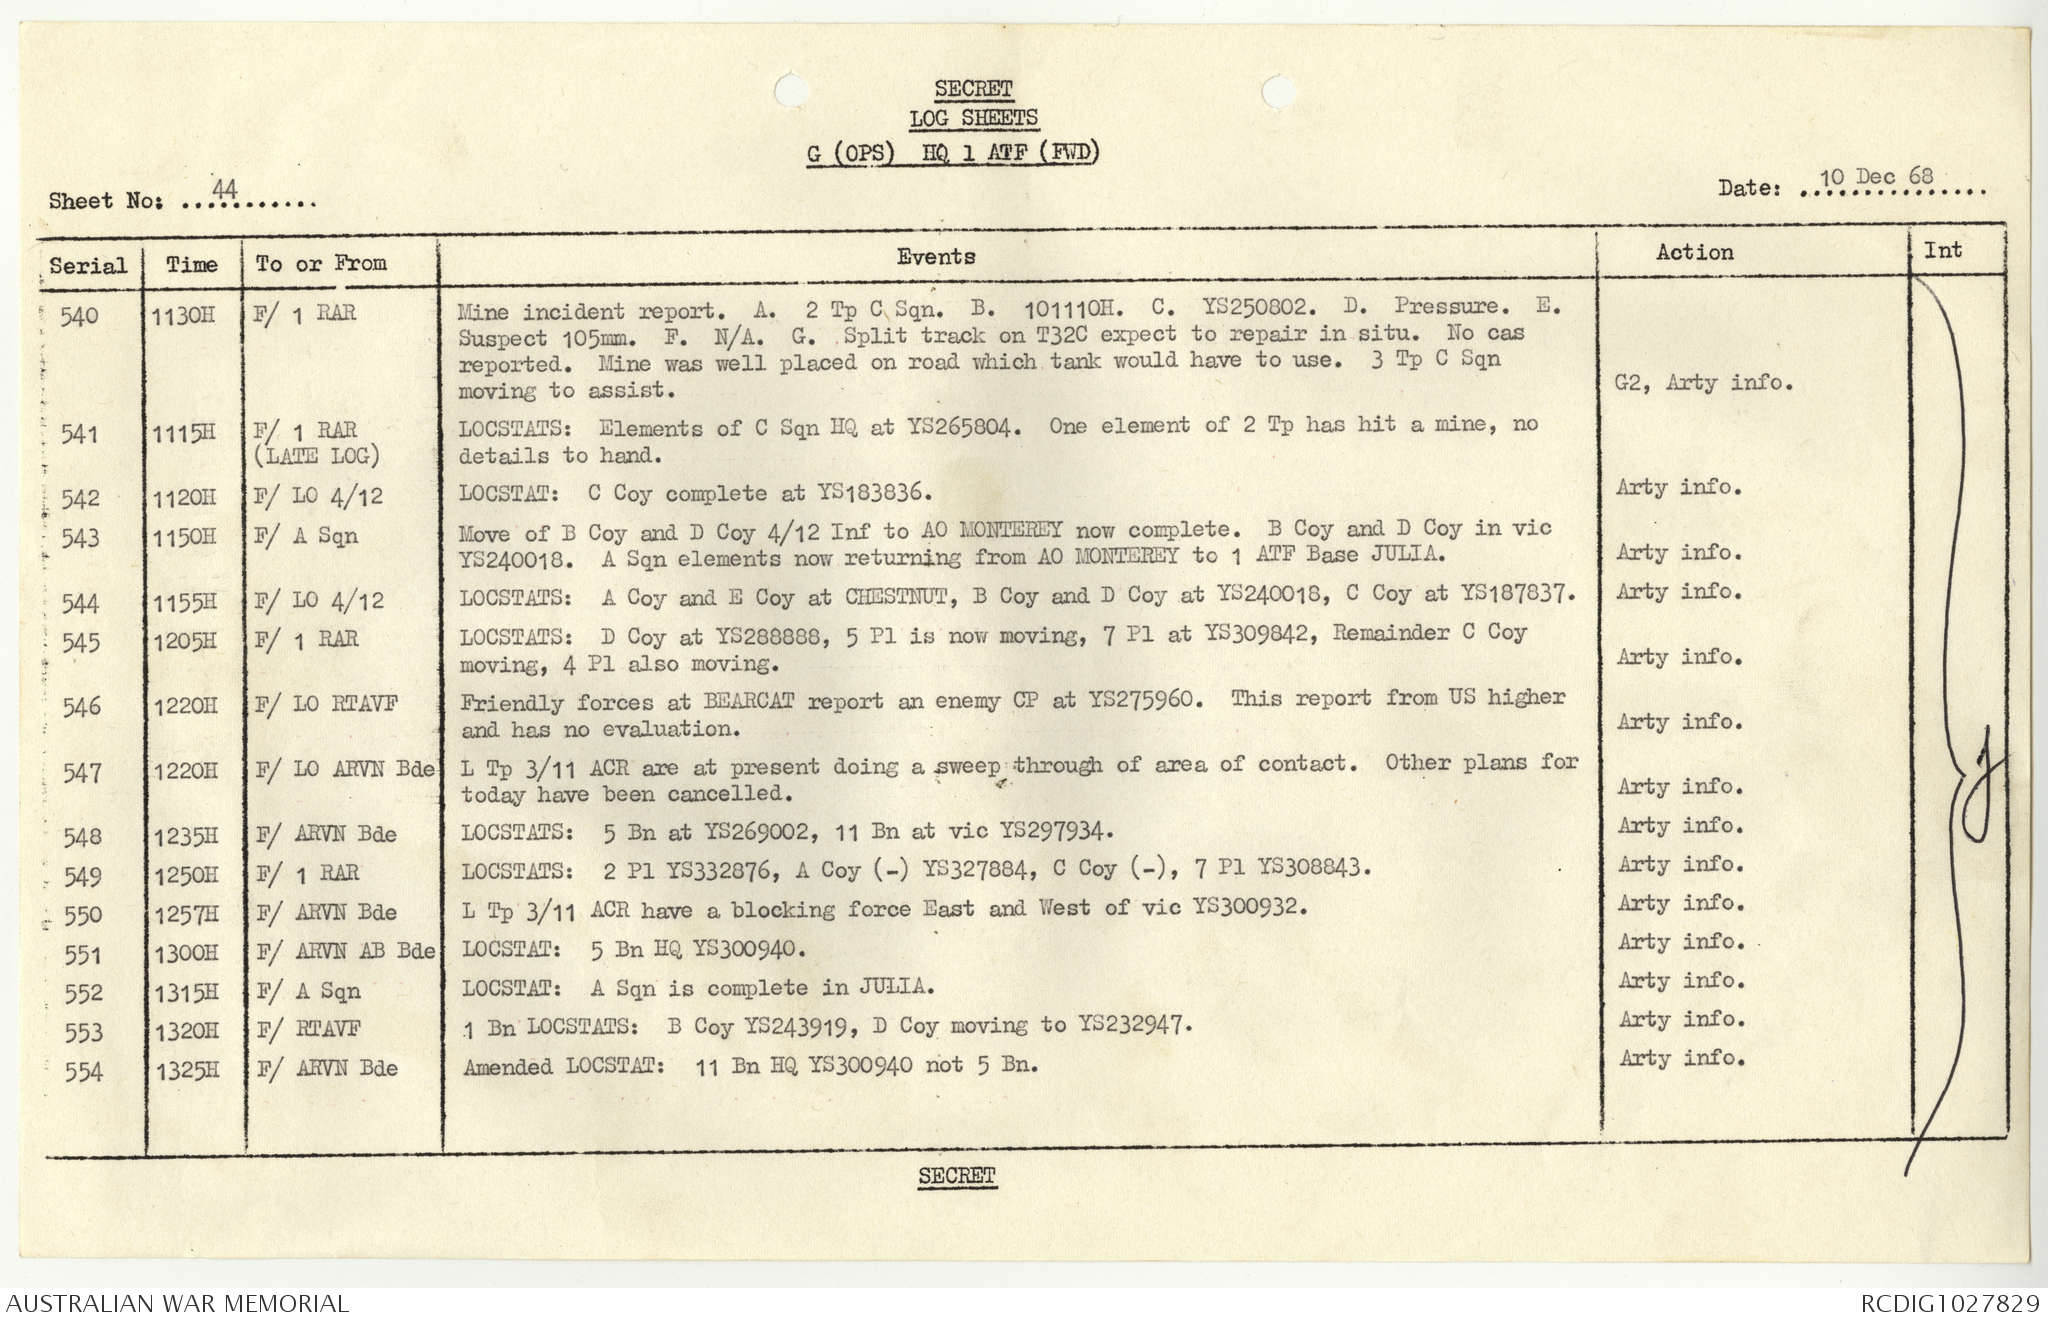 SECRET
LOG SHEETS
G (OPS) HQ 1 ATF (FWD)
Sheet No: ....44.......
Date: ..10 Dec 68....
Serial Time To or From Events Action Int
540 1130H F/ 1 RAR Mine incident report. A. 2 Tp C Sqn. B. 101110H. C. YS250802. D. Pressure. E.
Suspect 105mm. F. N/A. G. Split track on T32C expect to repair in situ. No cas
reported. Mine was well placed on road which tank would have to use. 3 Tp C Sqn
moving to assist. G2, Arty info.
541 1115H F/ 1 RAR LOCSTATS: Elements of C Sqn HQ at YS265804. One element of 2 Tp has hit a mine, no
(LATE LOG) details to hand.
542 1120H F/ LO 4/12 LOCSTAT: C Coy complete at YS183836. Arty info.
543 1150H F/ A Sqn Move of B Coy and D Coy 4/12 Inf to AO MONTEREY now complete. B Coy and D Coy in vic
YS240018. A Sqn elements now returning from AO MONTEREY to 1 ATF Base JULIA. Arty info.
544 1155H F/ LO 4/12 LOCSTATS: A Coy and E Coy at CHESTNUT, B Coy and D Coy at YS240018, C Coy at YS187837. Arty info.
545 1205H F/ 1 RAR LOCSTATS: D Coy at YS288888, 5 Pl is now moving, 7 Pl at YS309842, Remainder C Coy
moving, 4 Pl also moving. Arty info.
546 1220H F/ LO RTAVF Friendly forces at BEARCAT report an enemy CP at YS275960. This report from US higher
and has no evaluation. Arty info.
547 1220H F/ LO ARVN Bde L Tp 3/11 ACR are at present doing a sweep through of area of contact. Other plans for
today have been cancelled. Arty info.
548 1235H F/ ARVN Bde LOCSTATS: 5 Bn at YS269002, 11 Bn at vic YS297934. Arty info.
549 1250H F/ 1 RAR LOCSTATS: 2 Pl YS332876, A Coy (-) YS327884, C Coy (-), 7 Pl YS308843. Arty info.
550 1257H F/ ARVN Bde L Tp 3/11 ACR have a blocking force East and West of vic YS300932. Arty info.
551 1300H F/ ARVN AB Bde LOCSTAT: 5 Bn HQ YS300940. Arty info.
552 1315H F/ A Sqn LOCSTAT: A Sqn is complete in JULIA. Arty info.
553 1320H F/ RTAVF 1 Bn LOCSTATS: B Coy YS243919, D Coy moving to YS232947. Arty info.
554 1325H F/ ARVN Bde Amended LOCSTAT: 11 Bn HQ YS300940 not 5 Bn. Arty info.
SECRET
AUSTRALIAN WAR MEMORIAL
RCDIG1027829